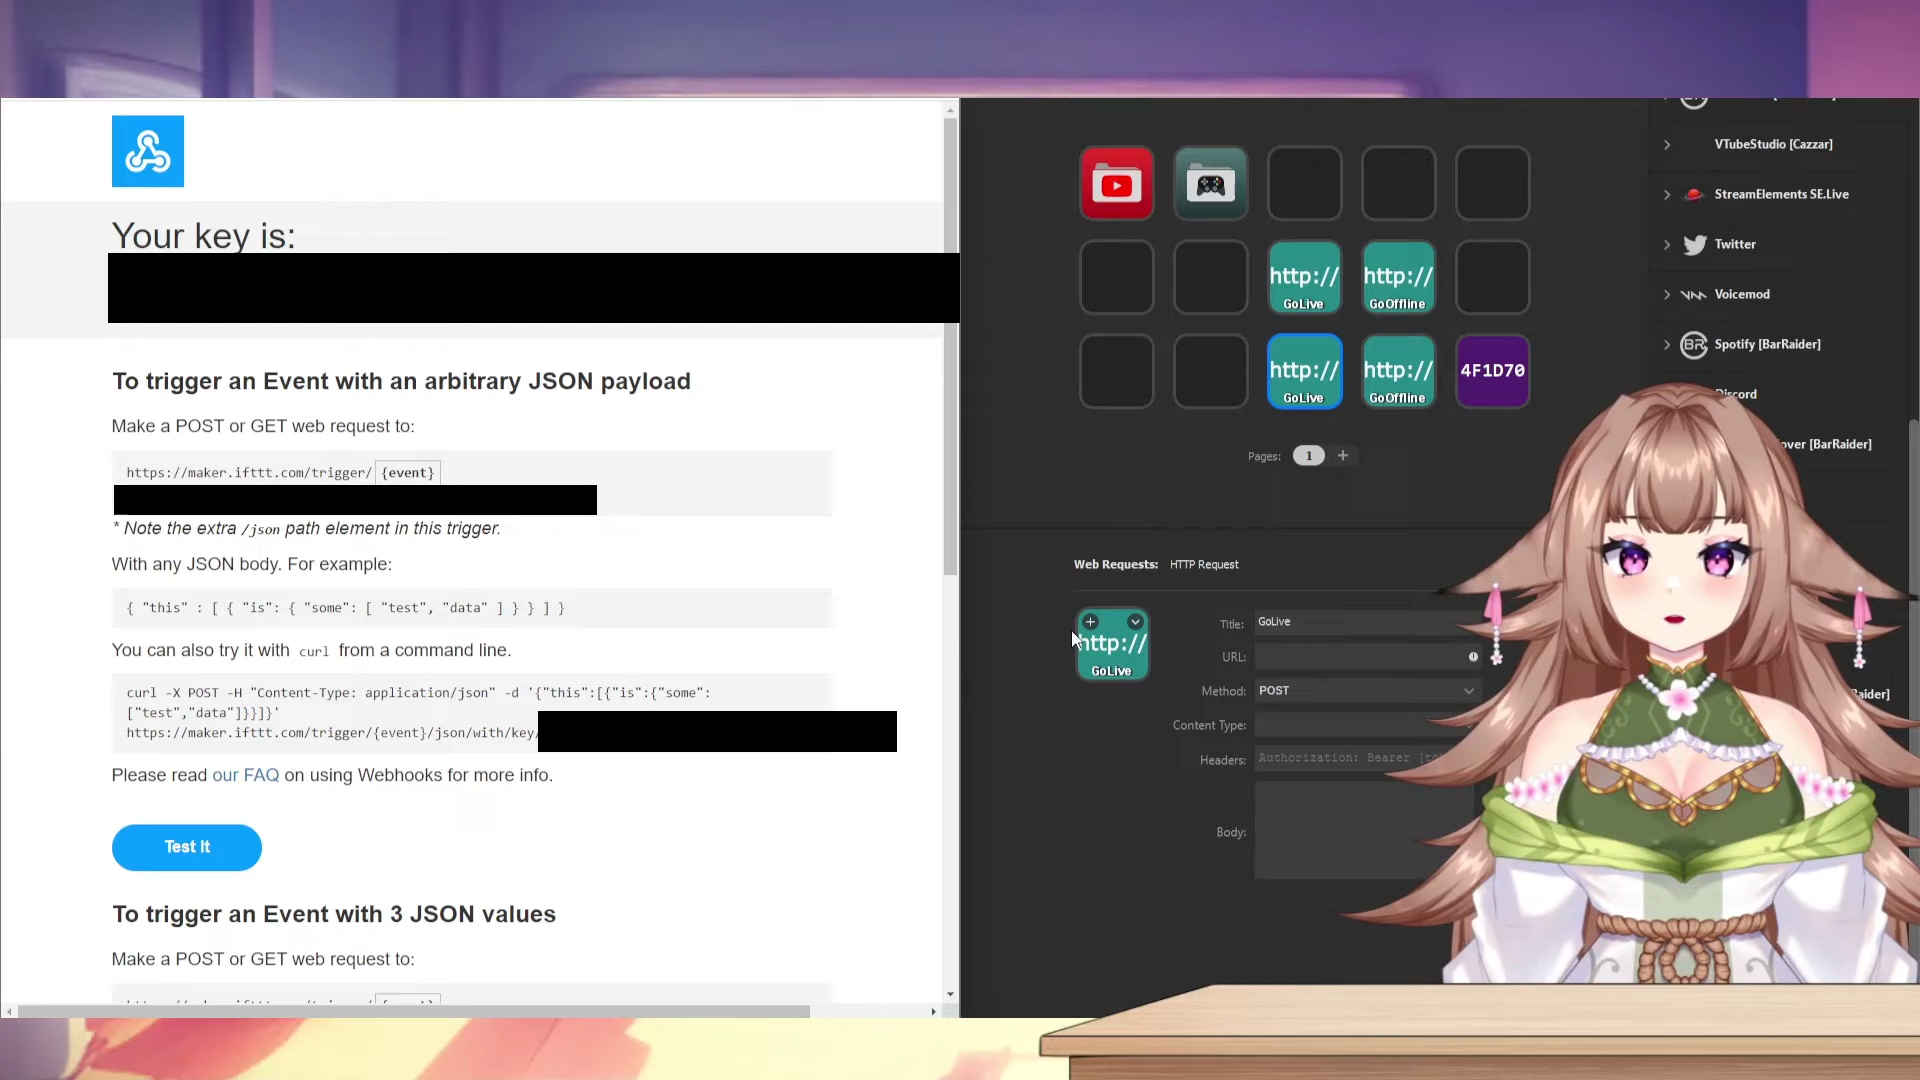 Your key is:
To trigger an Event with an arbitrary JSON payload
Make a POST or GET web request to:
https://maker.ifttt.com/trigger/ {event}
* Note the extra /json path element in this trigger.
With any JSON body. For example:
{ "this" : [ { "is": { "some": [ "test", "data" ] } } ] }
You can also try it with curl from a command line.
curl -X POST -H "Content-Type: application/json" -d '{"this":[{"is":{"some":
["test","data"]}}]}'
https://maker.ifttt.com/trigger/{event}/json/with/key/
Please read our FAQ on using Webhooks for more info.
Test It
To trigger an Event with 3 JSON values
Make a POST or GET web request to:
http://
GoLive
http://
GoOffline
http://
GoLive
http://
GoOffline
4F1D70
Pages: 1 +
Web Requests: HTTP Request
http://
GoLive
Title: GoLive
URL:
Method: POST
Content Type:
Headers: Authorization: Bearer
Body:
VTubeStudio [Cazzar]
StreamElements SE.Live
Twitter
Voicemod
BR Spotify [BarRaider]
Discord
[BarRaider]